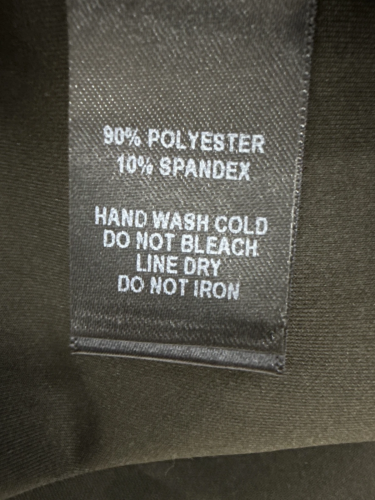 90% POLYESTER
10% SPANDEX
HAND WASH COLD
DO NOT BLEACH
LINE DRY
DO NOT IRON